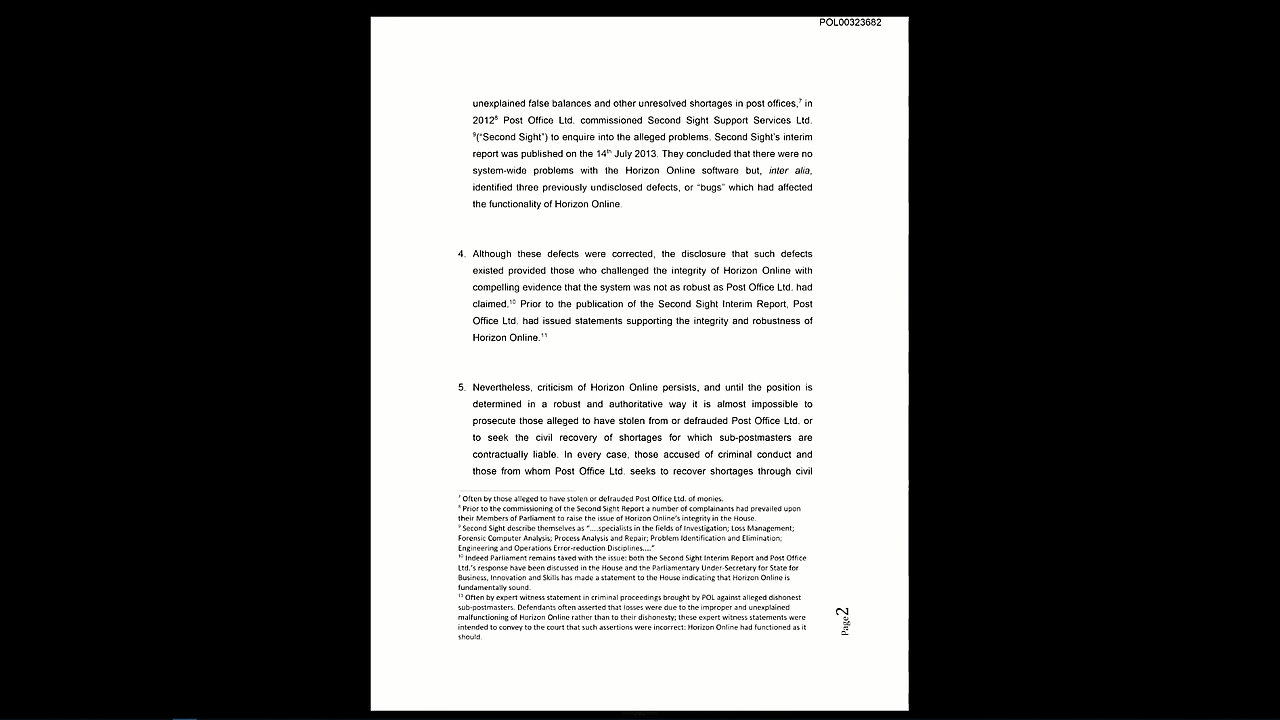 POL00323682
unexplained false balances and other unresolved shortages in post offices,⁷ in
2012⁸ Post Office Ltd. commissioned Second Sight Support Services Ltd.
⁹("Second Sight") to enquire into the alleged problems. Second Sight's interim
report was published on the 14th July 2013. They concluded that there were no
system-wide problems with the Horizon Online software but, inter alia,
identified three previously undisclosed defects, or "bugs" which had affected
the functionality of Horizon Online.
4. Although these defects were corrected, the disclosure that such defects
existed provided those who challenged the integrity of Horizon Online with
compelling evidence that the system was not as robust as Post Office Ltd. had
claimed.¹⁰ Prior to the publication of the Second Sight Interim Report, Post
Office Ltd. had issued statements supporting the integrity and robustness of
Horizon Online.¹¹
5. Nevertheless, criticism of Horizon Online persists, and until the position is
determined in a robust and authoritative way it is almost impossible to
prosecute those alleged to have stolen from or defrauded Post Office Ltd. or
to seek the civil recovery of shortages for which sub-postmasters are
contractually liable. In every case, those accused of criminal conduct and
those from whom Post Office Ltd. seeks to recover shortages through civil
⁷ Often by those alleged to have stolen or defrauded Post Office Ltd. of monies.
⁸ Prior to the commissioning of the Second Sight Report a number of complainants had prevailed upon
their Members of Parliament to raise the issue of Horizon Online's integrity in the House.
⁹ Second Sight describe themselves as "....specialists in the fields of Investigation; Loss Management;
Forensic Computer Analysis; Process Analysis and Repair; Problem Identification and Elimination;
Engineering and Operations Error-reduction Disciplines...."
¹⁰ Indeed Parliament remains taxed with the issue: both the Second Sight Interim Report and Post Office
Ltd.'s response have been discussed in the House and the Parliamentary Under-Secretary for State for
Business, Innovation and Skills has made a statement to the House indicating that Horizon Online is
fundamentally sound.
¹¹ Often by expert witness statement in criminal proceedings brought by POL against alleged dishonest
sub-postmasters. Defendants often asserted that losses were due to the improper and unexplained
malfunctioning of Horizon Online rather than to their dishonesty; these expert witness statements were
intended to convey to the court that such assertions were incorrect: Horizon Online had functioned as it
should.
Page 2